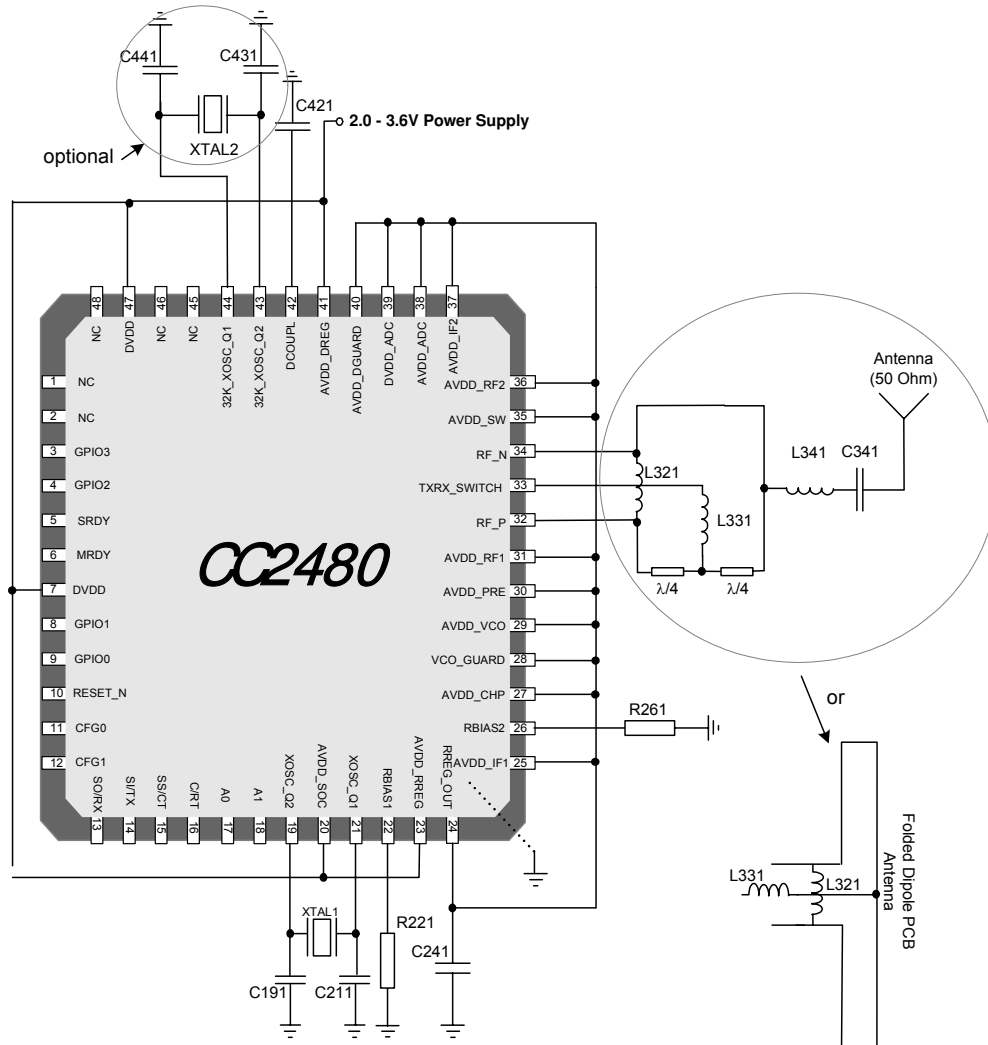 C441
C431
C421
2.0 - 3.6V Power Supply
optional
XTAL2
48
47
46
45
44
43
42
41
40
39
38
37
NC
DVDD
NC
NC
32K_XOSC_Q1
32K_XOSC_Q2
DCOUPL
AVDD_DREG
AVDD_DGUARD
DVDD_ADC
AVDD_ADC
AVDD_IF2
1 NC
2 NC
3 GPIO3
4 GPIO2
5 SRDY
6 MRDY
7 DVDD
8 GPIO1
9 GPIO0
10 RESET_N
11 CFG0
12 CFG1
CC2480
AVDD_RF2 36
AVDD_SW 35
RF_N 34
TXRX_SWITCH 33
RF_P 32
AVDD_RF1 31
AVDD_PRE 30
AVDD_VCO 29
VCO_GUARD 28
AVDD_CHP 27
RBIAS2 26
AVDD_IF1 25
SO/RX
SI/TX
SS/CT
C/RT
A0
A1
XOSC_Q2
AVDD_SOC
XOSC_Q1
RBIAS1
AVDD_RREG
RREG_OUT
13
14
15
16
17
18
19
20
21
22
23
24
Antenna
(50 Ohm)
L341
C341
L321
L331
λ/4
λ/4
R261
or
XTAL1
R221
C241
C191
C211
L331
L321
Folded Dipole PCB
Antenna